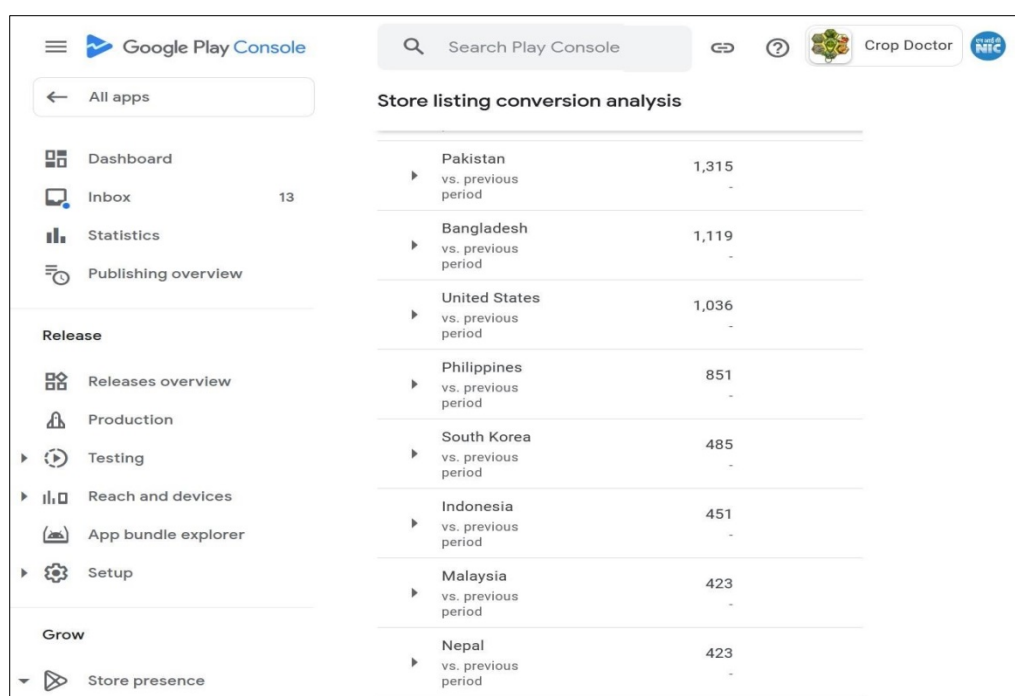 Google Play Console
Search Play Console
Crop Doctor
एन आई सी
NIC
All apps
Store listing conversion analysis
Dashboard
Inbox 13
Statistics
Publishing overview
Release
Releases overview
Production
Testing
Reach and devices
App bundle explorer
Setup
Grow
Store presence
Pakistan 1,315
vs. previous -
period
Bangladesh 1,119
vs. previous -
period
United States 1,036
vs. previous -
period
Philippines 851
vs. previous -
period
South Korea 485
vs. previous -
period
Indonesia 451
vs. previous -
period
Malaysia 423
vs. previous -
period
Nepal 423
vs. previous -
period